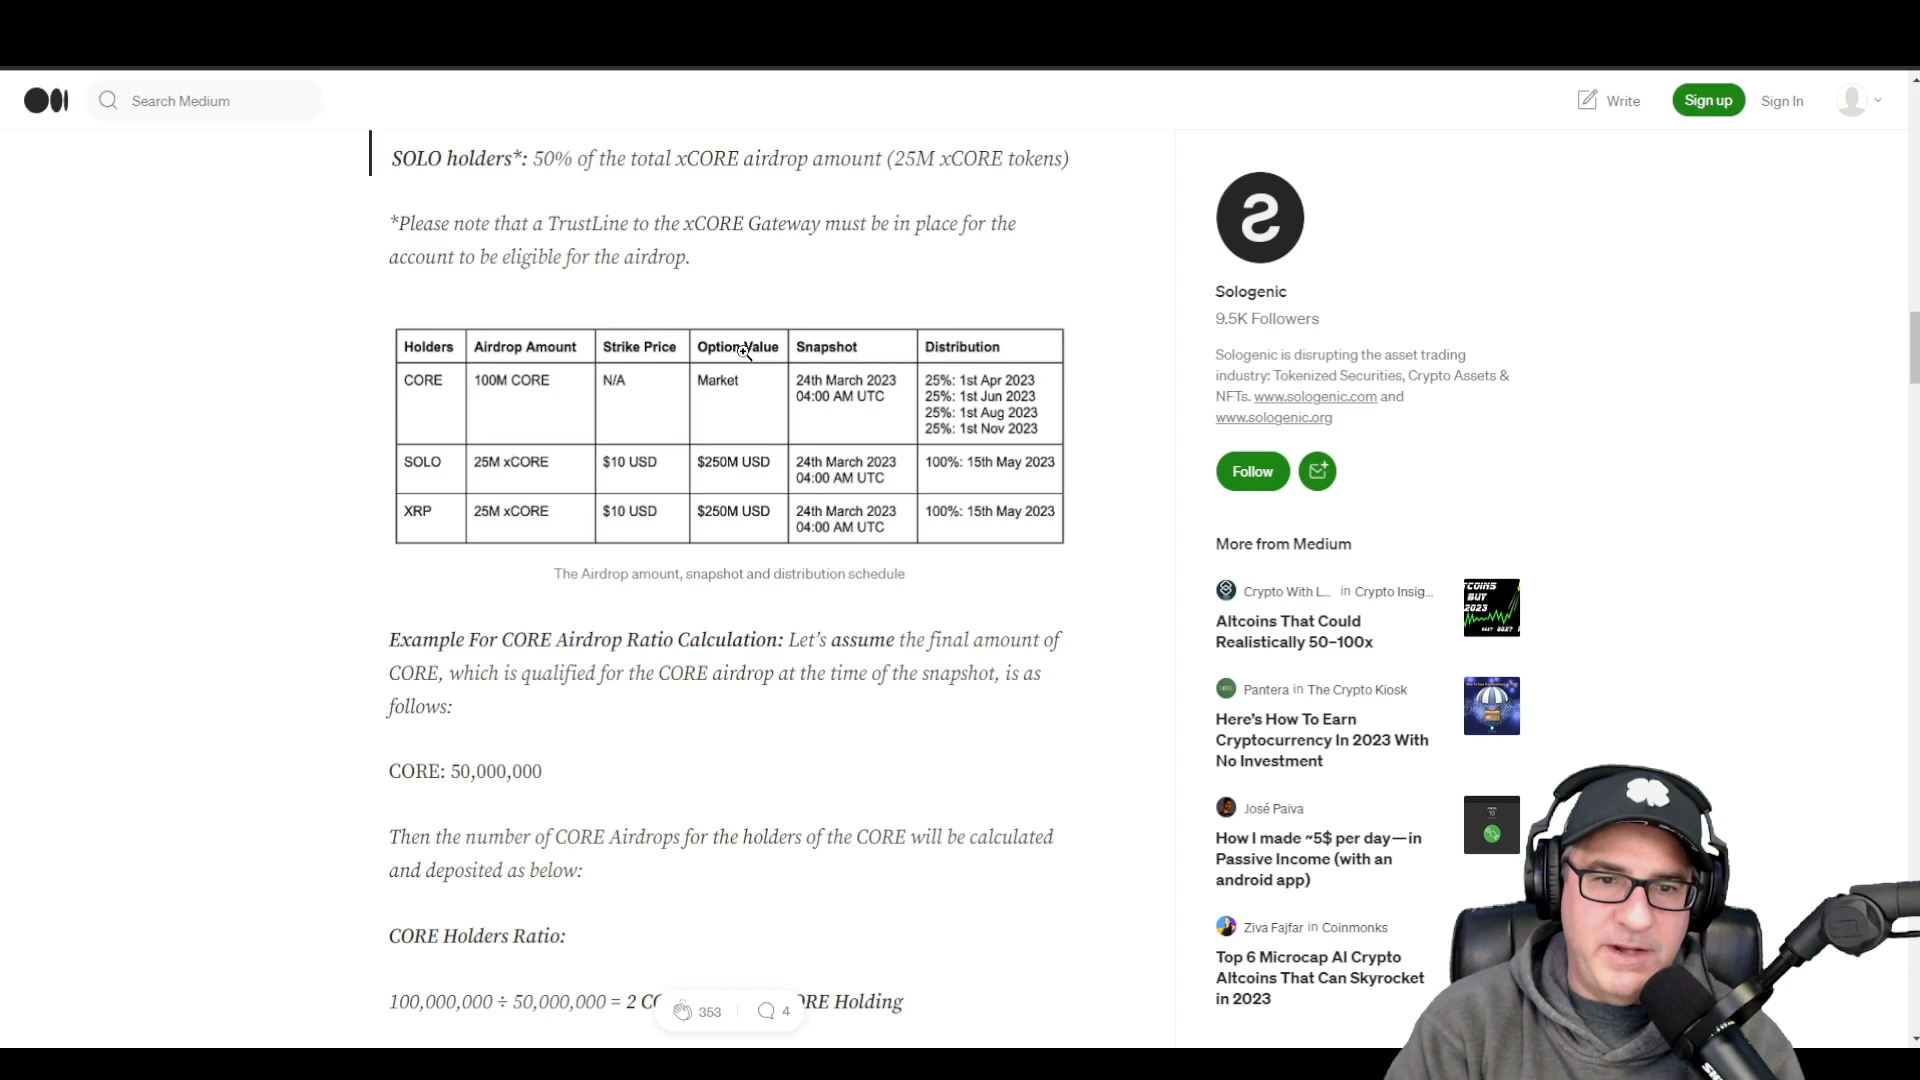 Search Medium
Write
Sign up
Sign In
SOLO holders*: 50% of the total xCORE airdrop amount (25M xCORE tokens)
*Please note that a TrustLine to the xCORE Gateway must be in place for the
account to be eligible for the airdrop.
Holders Airdrop Amount Strike Price Option Value Snapshot Distribution
CORE 100M CORE N/A Market 24th March 2023 25%: 1st Apr 2023
04:00 AM UTC 25%: 1st Jun 2023
25%: 1st Aug 2023
25%: 1st Nov 2023
SOLO 25M xCORE $10 USD $250M USD 24th March 2023 100%: 15th May 2023
04:00 AM UTC
XRP 25M xCORE $10 USD $250M USD 24th March 2023 100%: 15th May 2023
04:00 AM UTC
The Airdrop amount, snapshot and distribution schedule
Example For CORE Airdrop Ratio Calculation: Let’s assume the final amount of
CORE, which is qualified for the CORE airdrop at the time of the snapshot, is as
follows:
CORE: 50,000,000
Then the number of CORE Airdrops for the holders of the CORE will be calculated
and deposited as below:
CORE Holders Ratio:
100,000,000 ÷ 50,000,000 = 2 CO
ORE Holding
353
4
Sologenic
9.5K Followers
Sologenic is disrupting the asset trading
industry: Tokenized Securities, Crypto Assets &
NFTs. www.sologenic.com and
www.sologenic.org
Follow
More from Medium
Crypto With L... in Crypto Insig...
Altcoins That Could
Realistically 50–100x
Pantera in The Crypto Kiosk
Here’s How To Earn
Cryptocurrency In 2023 With
No Investment
José Paiva
How I made ~5$ per day — in
Passive Income (with an
android app)
Ziva Fajfar in Coinmonks
Top 6 Microcap AI Crypto
Altcoins That Can Skyrocket
in 2023